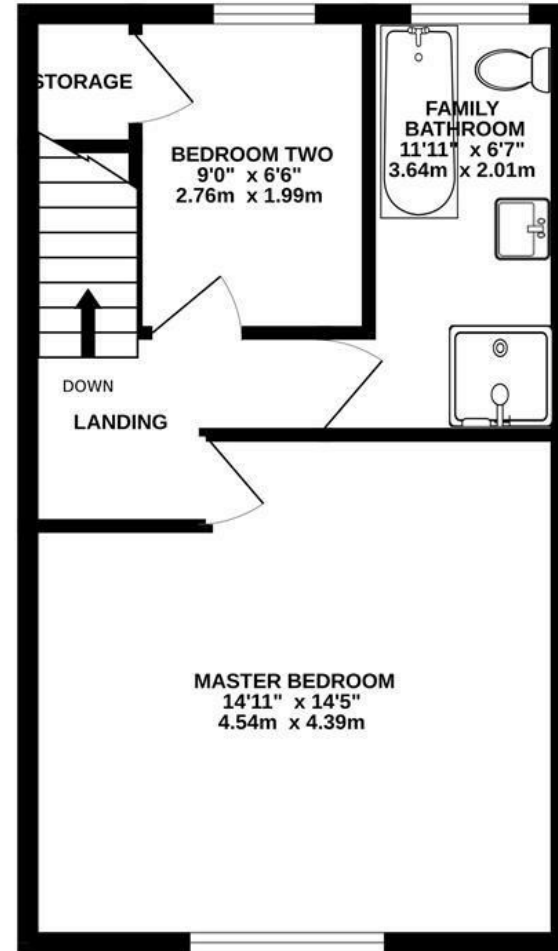 STORAGE
FAMILY
BATHROOM
11'11" x 6'7"
3.64m x 2.01m
BEDROOM TWO
9'0" x 6'6"
2.76m x 1.99m
DOWN
LANDING
MASTER BEDROOM
14'11" x 14'5"
4.54m x 4.39m